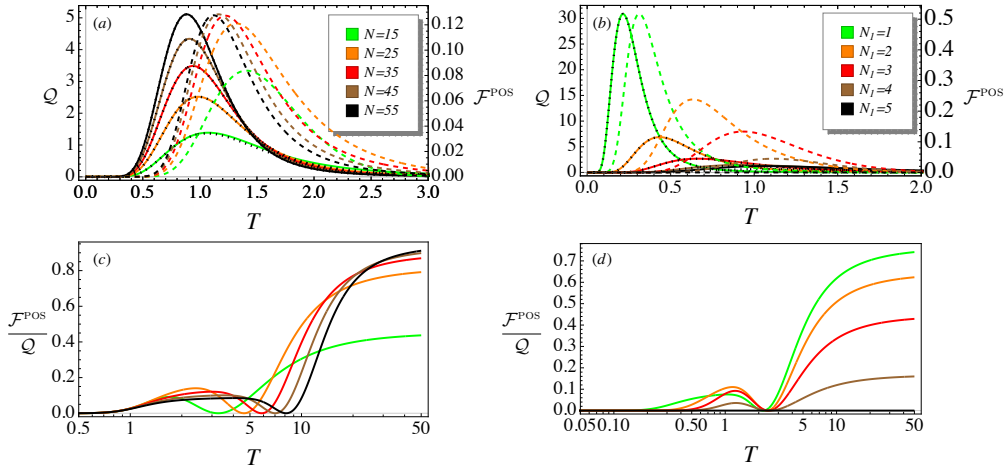 (a)
N=15
N=25
N=35
N=45
N=55
5
4
3
2
1
0
Q
0.12
0.10
0.08
0.06
0.04
0.02
0.00
F^POS
0.0 0.5 1.0 1.5 2.0 2.5 3.0
T
(b)
N_1=1
N_1=2
N_1=3
N_1=4
N_1=5
30
25
20
15
10
5
0
Q
0.5
0.4
0.3
0.2
0.1
0.0
F^POS
0.0 0.5 1.0 1.5 2.0
T
(c)
0.8
0.6
0.4
0.2
0.0
F^POS
Q
0.5 1 5 10 50
T
(d)
0.7
0.6
0.5
0.4
0.3
0.2
0.1
0.0
F^POS
Q
0.05 0.10 0.50 1 5 10 50
T